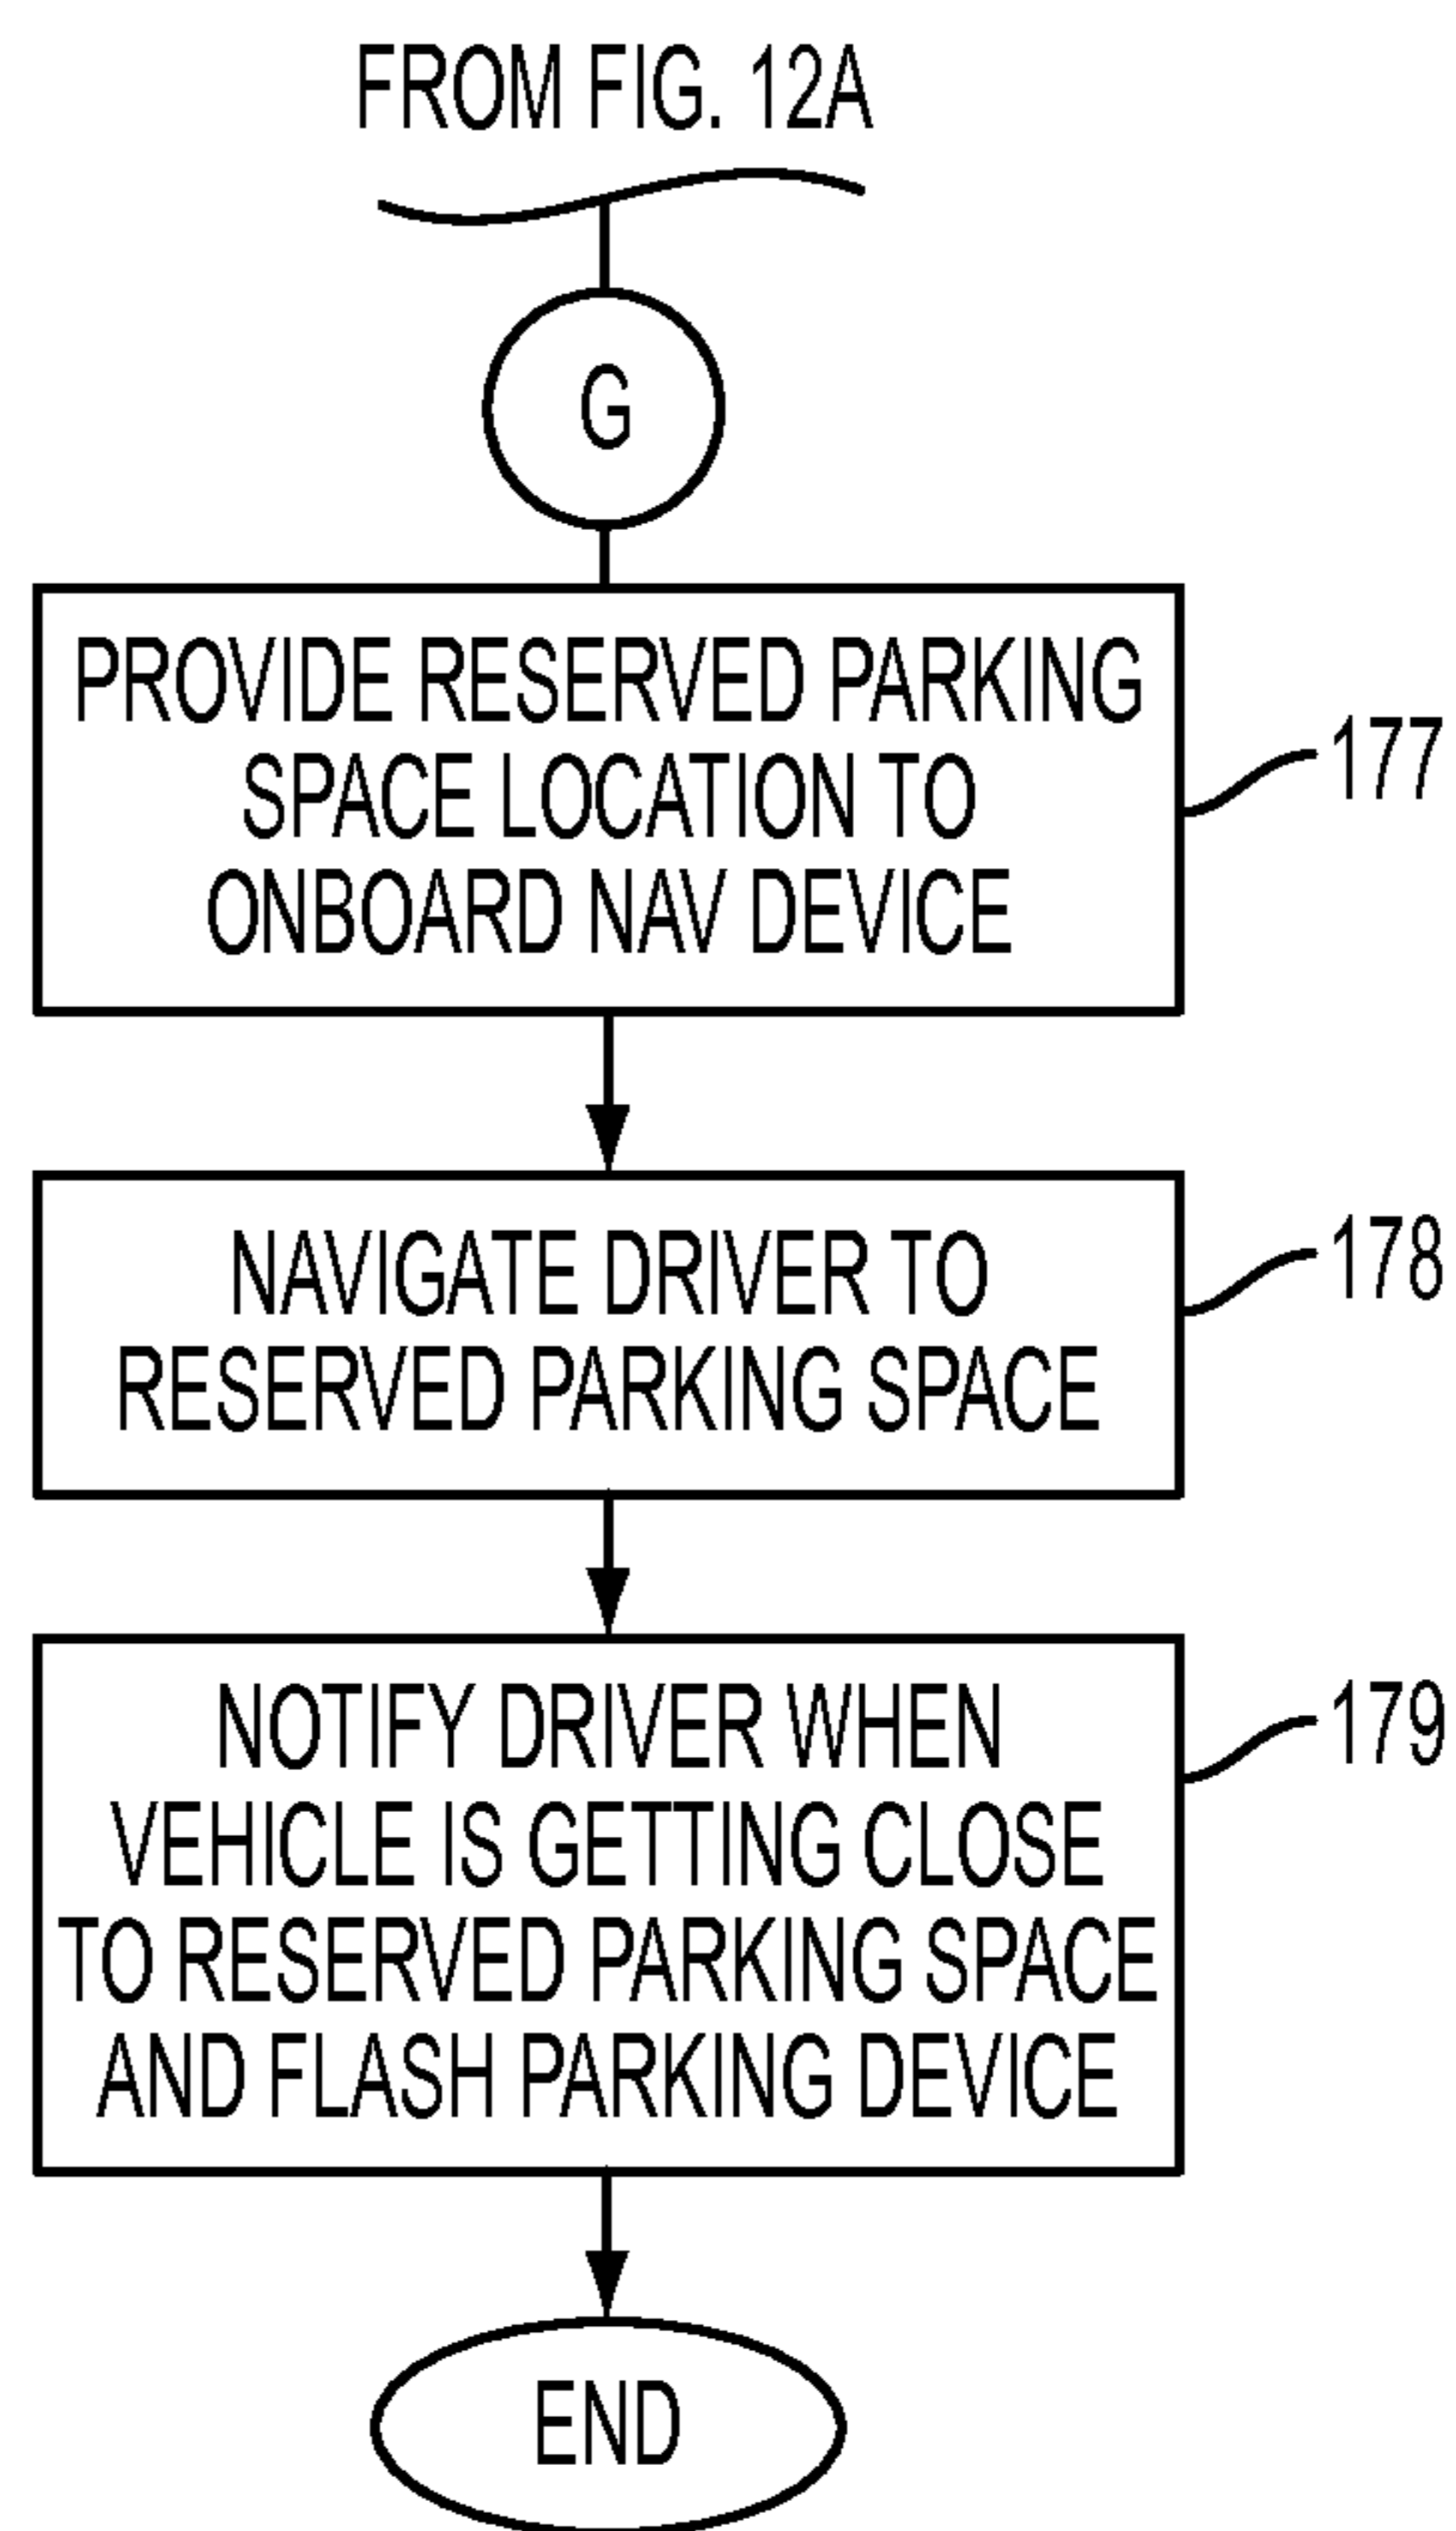 FROM FIG. 12A
G
PROVIDE RESERVED PARKING
SPACE LOCATION TO
ONBOARD NAV DEVICE
177
NAVIGATE DRIVER TO
RESERVED PARKING SPACE
178
NOTIFY DRIVER WHEN
VEHICLE IS GETTING CLOSE
TO RESERVED PARKING SPACE
AND FLASH PARKING DEVICE
179
END